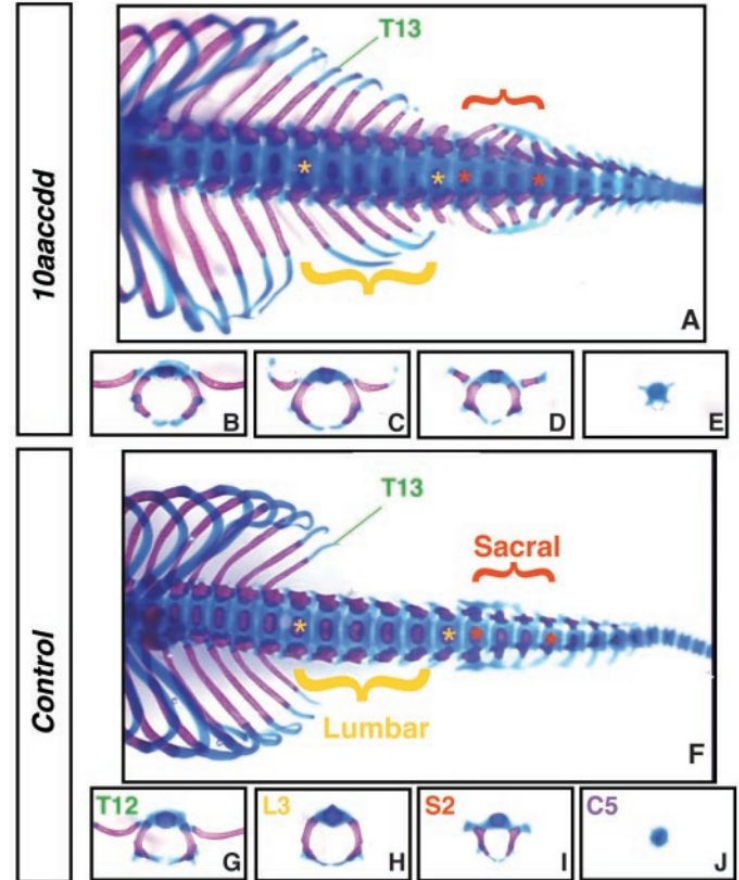 10aaccdd
T13
*
*
*
*
A
B
C
D
E
Control
T13
Sacral
*
*
*
*
Lumbar
F
T12
G
L3
H
S2
I
C5
J